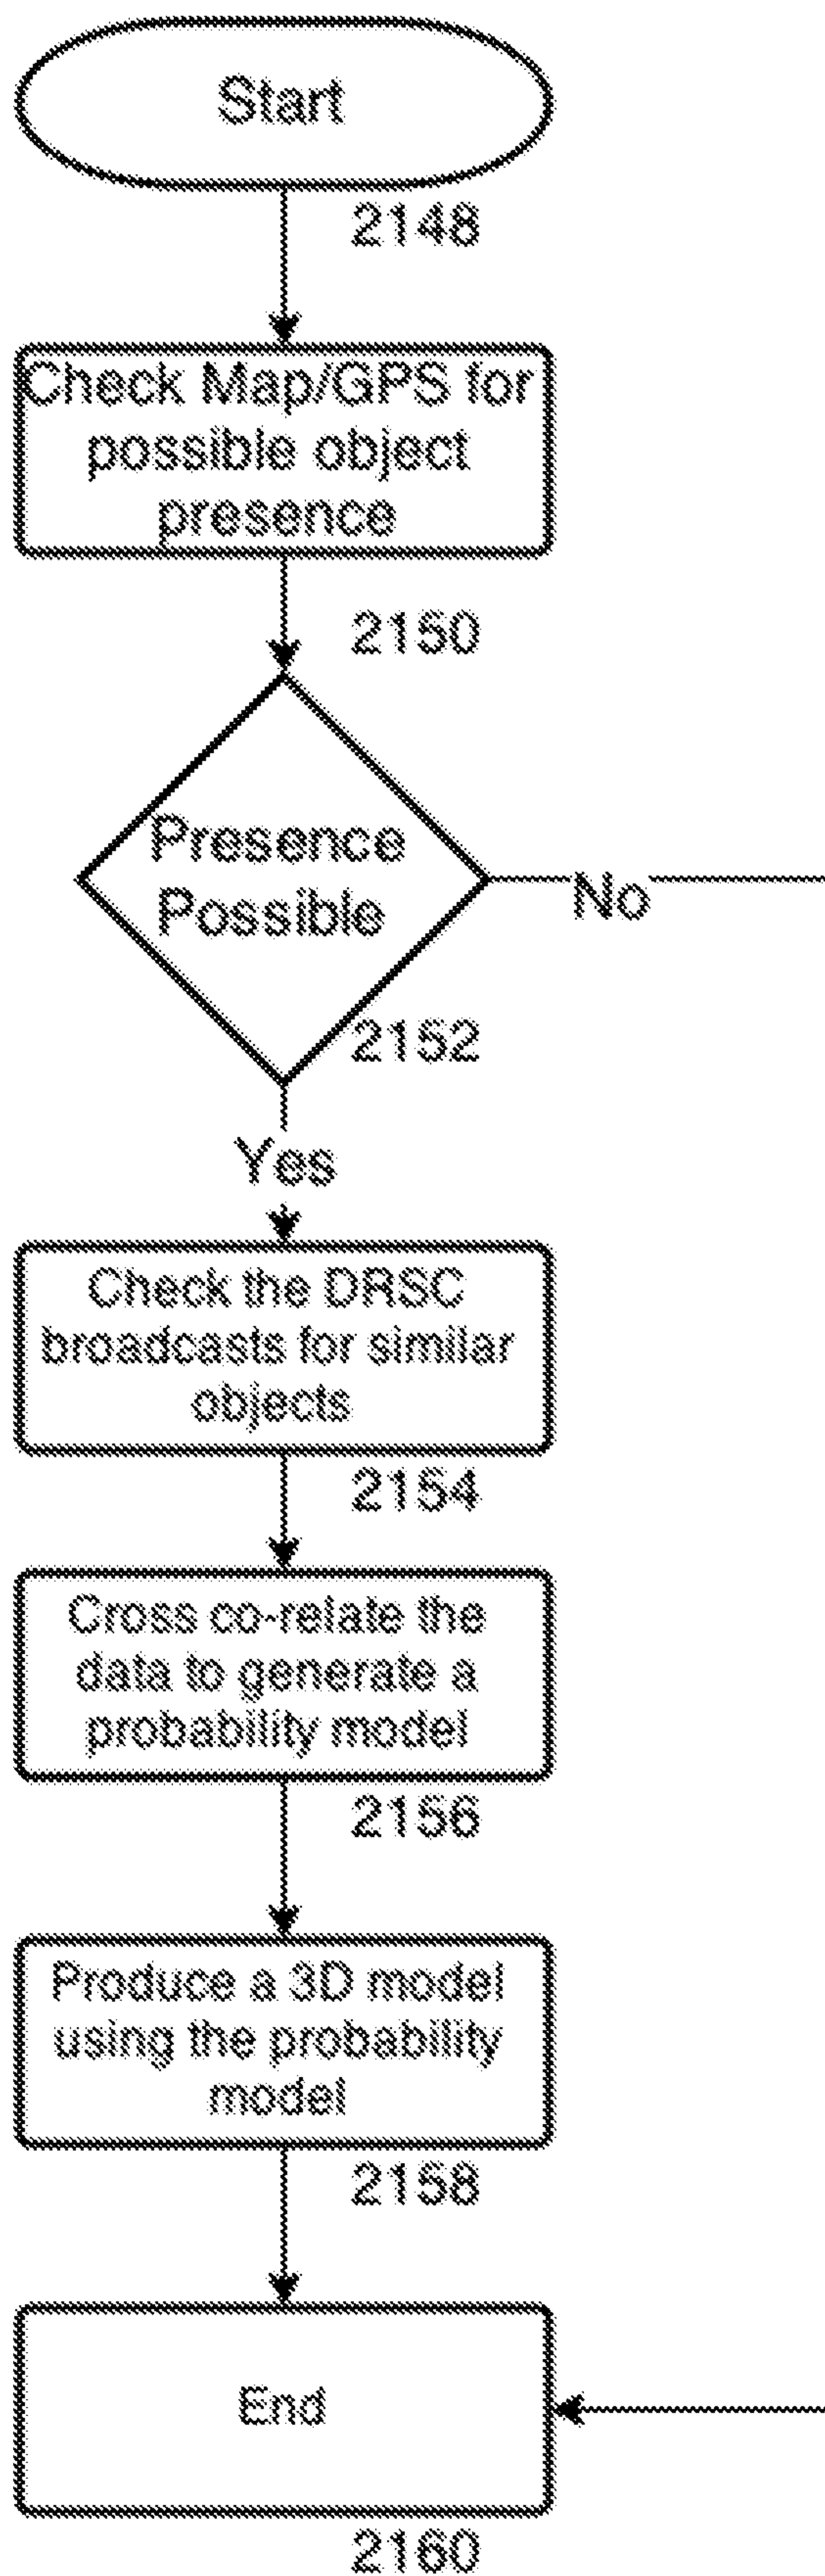 Start
2148
Check Map/GPS for
possible object
presence
2150
Presence
Possible
No
2152
Yes
Check the DRSC
broadcasts for similar
objects
2154
Cross co-relate the
data to generate a
probability model
2156
Produce a 3D model
using the probability
model
2158
End
2160